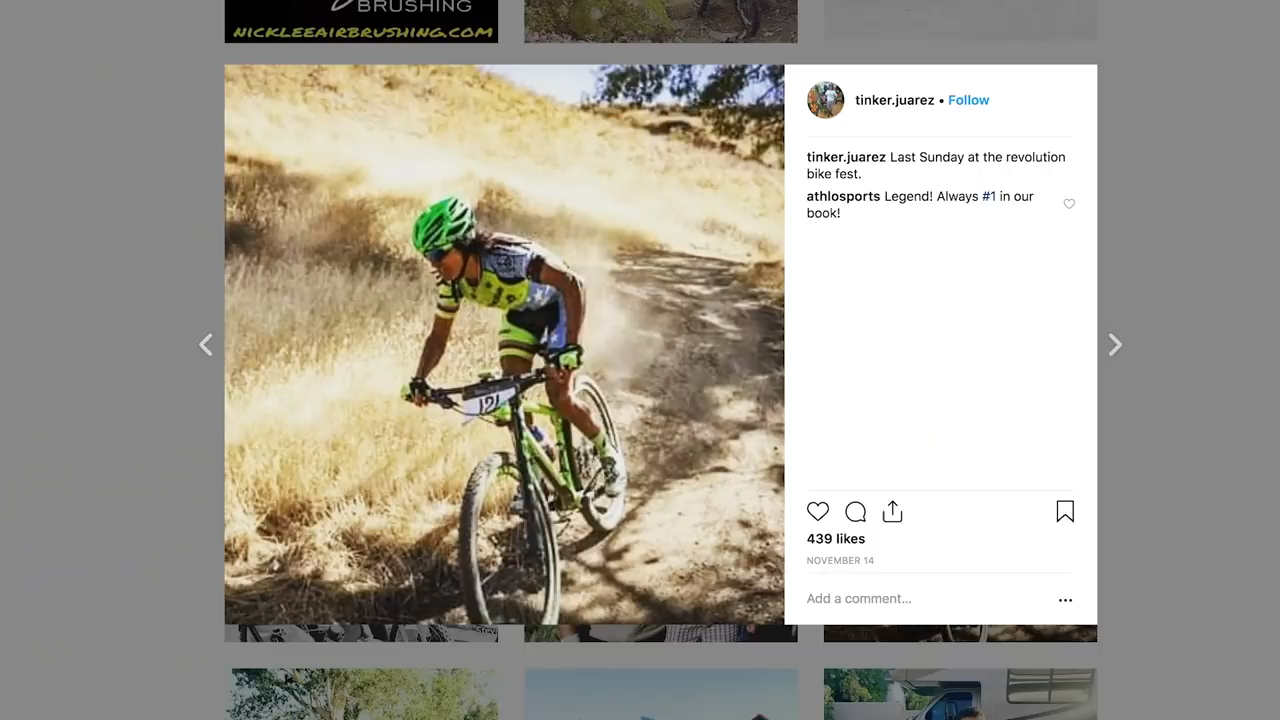 BRUSHING
NICKLEEAIRBRUSHING.COM
tinker.juarez • Follow
tinker.juarez Last Sunday at the revolution
bike fest.
athlosports Legend! Always #1 in our
book!
121
439 likes
NOVEMBER 14
Add a comment...